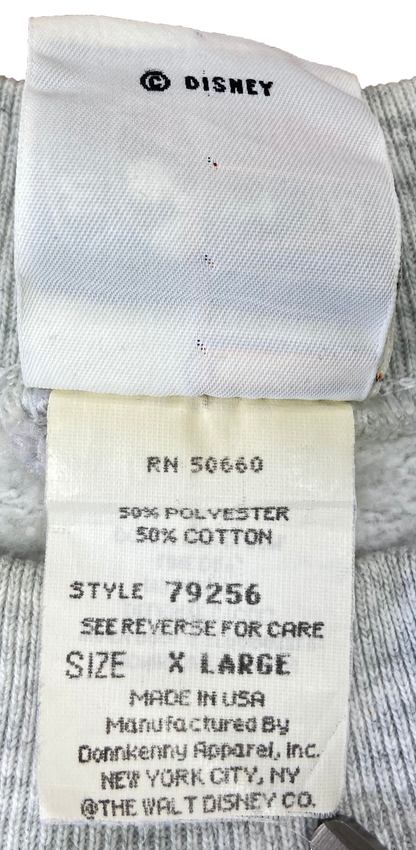 © DISNEY
RN 50660
50% POLYESTER
50% COTTON
STYLE 79256
SEE REVERSE FOR CARE
SIZE X LARGE
MADE IN USA
Manufactured By
Donnkenny Apparel, Inc.
NEW YORK CITY, NY
@THE WALT DISNEY CO.